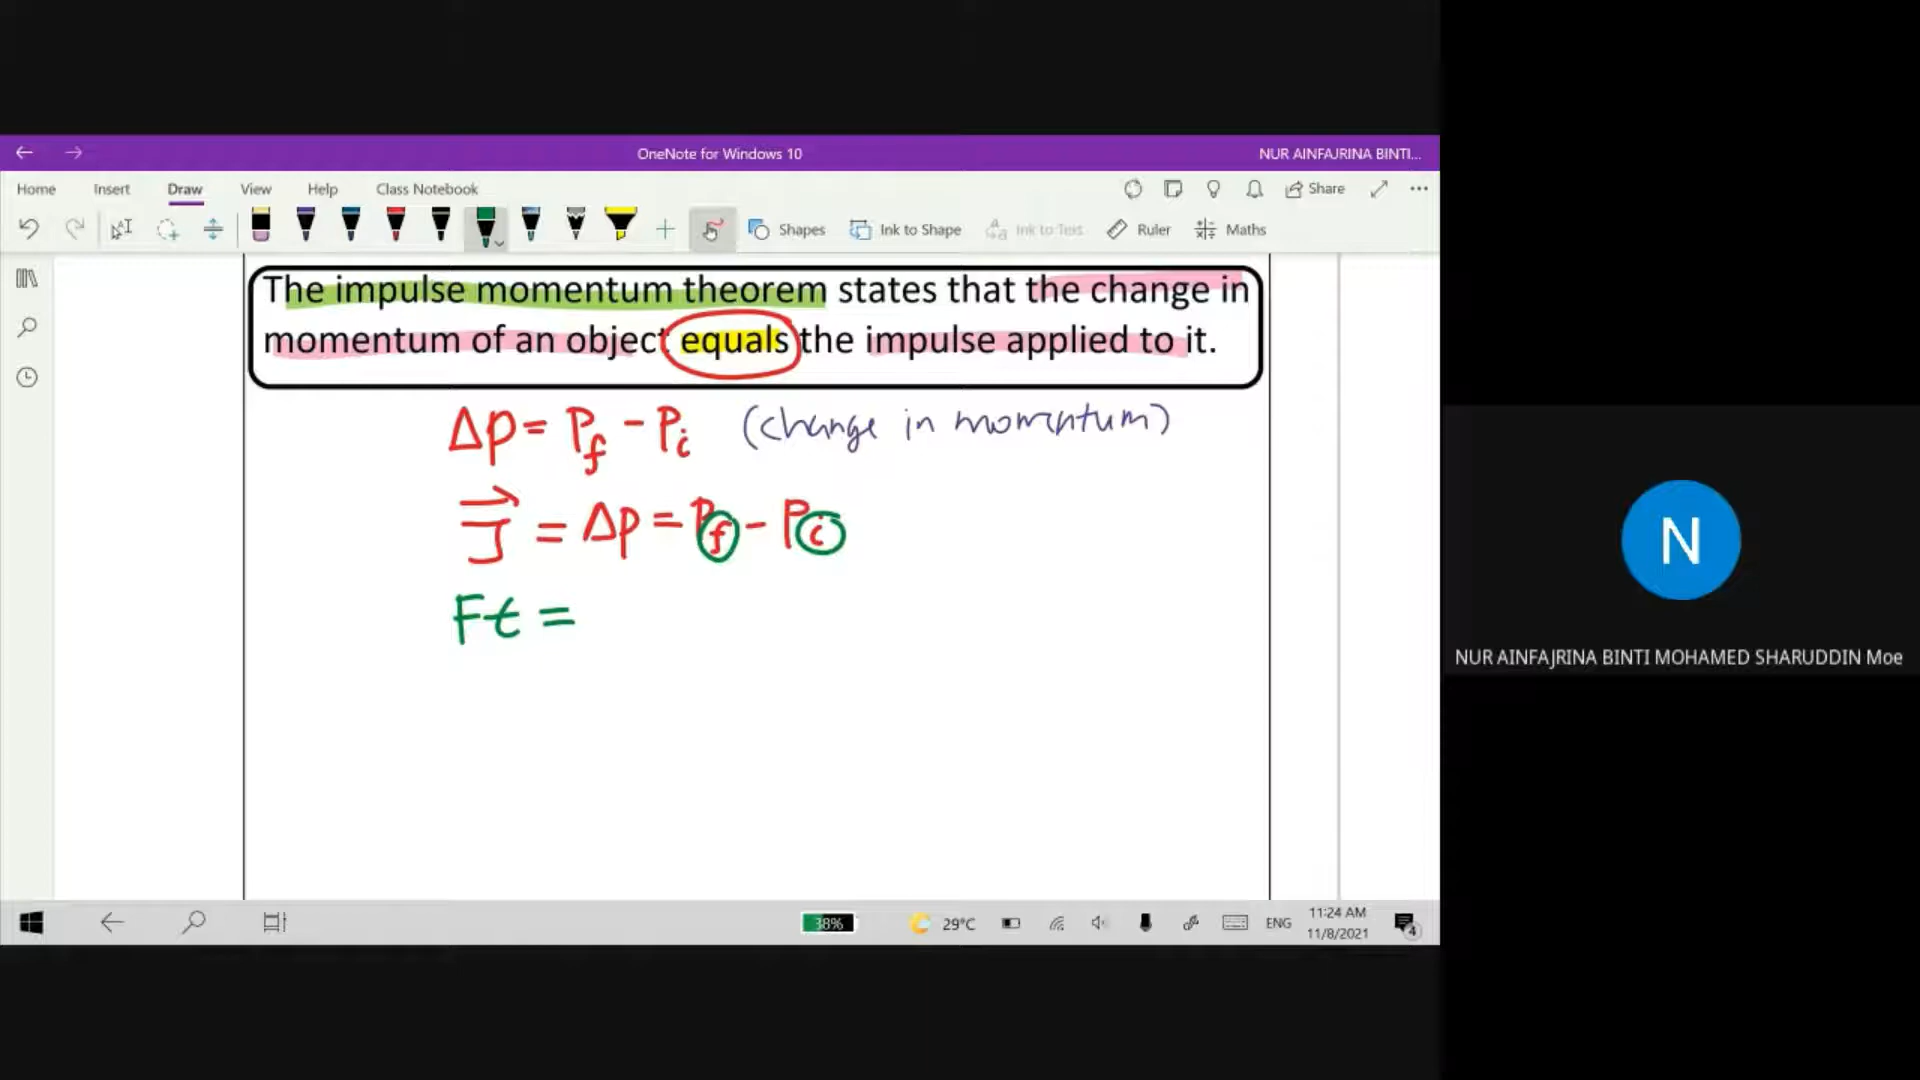 OneNote for Windows 10
NUR AINFAJRINA BINTI...
Home Insert Draw View Help Class Notebook
Share
Shapes Ink to Shape Ink to Text Ruler Maths
The impulse momentum theorem states that the change in
momentum of an object equals the impulse applied to it.
Δp = Pf - Pi (change in momentum)
J = Δp = Pf - Pi
Ft =
N
NUR AINFAJRINA BINTI MOHAMED SHARUDDIN Moe
38% 29°C ENG 11:24 AM
11/8/2021
4